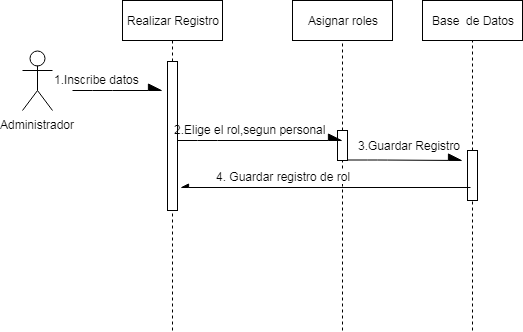 Realizar Registro
Asignar roles
Base de Datos
1.Inscribe datos
Administrador
2.Elige el rol,segun personal
3.Guardar Registro
4. Guardar registro de rol